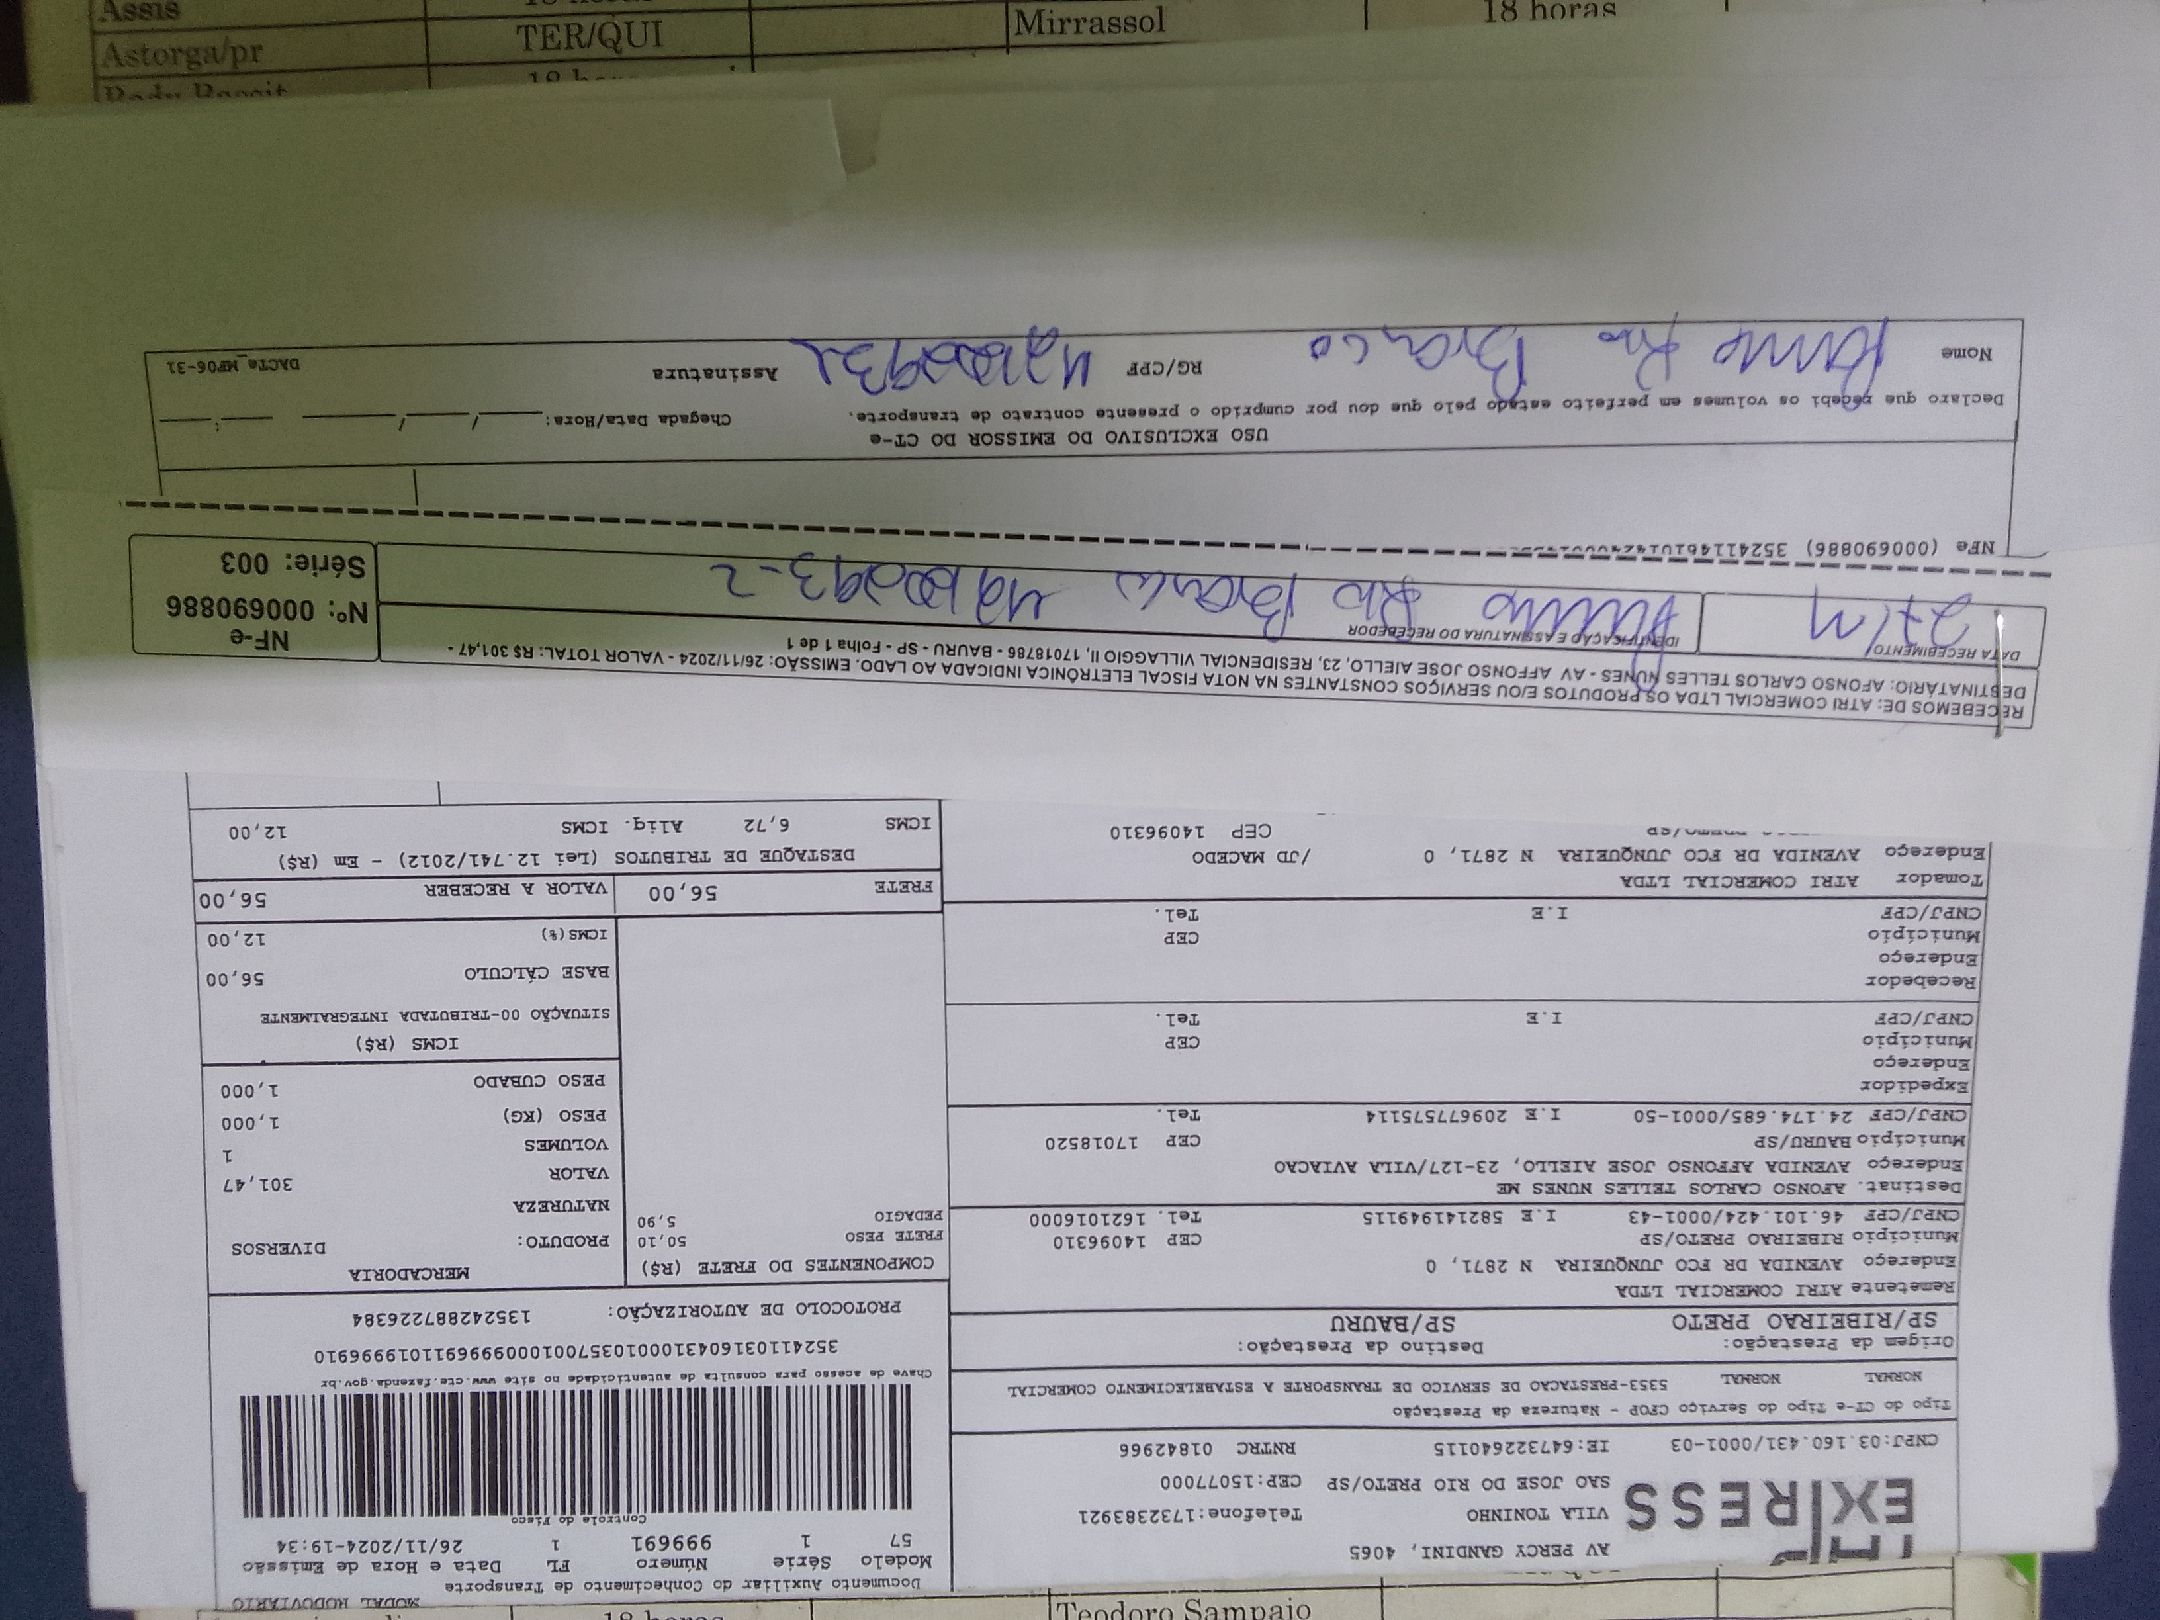 MODAL RODOVIÁRIO
Documento Auxiliar do Conhecimento de Transporte
Modelo Série Número FL Data e Hora de Emissão
57 1 999691 1 26/11/2024-19:34
Controle do Fisco
AV PERCY GANDINI, 4065
VILA TONINHO Telefone:1732383921
SAO JOSE DO RIO PRETO/SP CEP:15077000
CNPJ:03.160.431/0001-03 IE:647322640115 RNTRC 01842966
EXPRESS
Chave de acesso para consulta de autenticidade no site www.cte.fazenda.gov.br
35241103160431000103570010009996911019996910
PROTOCOLO DE AUTORIZAÇÃO: 135242887226384
Tipo do CT-e Tipo do Serviço CFOP - Natureza da Prestação
NORMAL NORMAL 5353-PRESTACAO DE SERVICO DE TRANSPORTE A ESTABELECIMENTO COMERCIAL
Origem da Prestação: Destino da Prestação:
SP/RIBEIRAO PRETO SP/BAURU
Remetente ATRI COMERCIAL LTDA
Endereço AVENIDA DR FCO JUNQUEIRA N 2871, 0
Município RIBEIRAO PRETO/SP CEP 14096310
CNPJ/CPF 46.101.424/0001-43 I.E 582141949115 Tel. 1621016000
Destinat. AFONSO CARLOS TELLES NUNES ME
Endereço AVENIDA AFFONSO JOSE AIELLO, 23-127/VILA AVIACAO
Município BAURU/SP CEP 17018520
CNPJ/CPF 24.174.685/0001-50 I.E 209677575114 Tel.
Expedidor
Endereço
Município CEP
CNPJ/CPF I.E Tel.
Recebedor
Endereço
Município CEP
CNPJ/CPF I.E Tel.
Tomador ATRI COMERCIAL LTDA
Endereço AVENIDA DR FCO JUNQUEIRA N 2871, 0 /JD MACEDO
CEP 14096310
COMPONENTES DO FRETE (R$)
FRETE PESO 50,10
PEDAGIO 5,90
MERCADORIA
PRODUTO: DIVERSOS
NATUREZA
VALOR 301,47
VOLUMES 1
PESO (KG) 1,000
PESO CUBADO 1,000
ICMS (R$)
SITUAÇÃO 00-TRIBUTADA INTEGRALMENTE
BASE CÁLCULO 56,00
ICMS(%) 12,00
FRETE 56,00 VALOR A RECEBER 56,00
DESTAQUE DE TRIBUTOS (Lei 12.741/2012) - Em (R$)
ICMS 6,72 Aliq. ICMS 12,00
RECEBEMOS DE: ATRI COMERCIAL LTDA OS PRODUTOS E/OU SERVIÇOS CONSTANTES NA NOTA FISCAL ELETRÔNICA INDICADA AO LADO. EMISSÃO: 26/11/2024 - VALOR TOTAL: R$ 301,47 -
DESTINATÁRIO: AFONSO CARLOS TELLES NUNES - AV AFFONSO JOSE AIELLO, 23, RESIDENCIAL VILLAGGIO II, 17018786 - BAURU - SP - Folha 1 de 1
DATA RECEBIMENTO IDENTIFICAÇÃO E ASSINATURA DO RECEBEDOR
27/11
Branco
NF-e
Nº: 000690886
Série: 003
NFe (000690886)
USO EXCLUSIVO DO EMISSOR DO CT-e
Declaro que recebi os volumes em perfeito estado pelo que dou por cumprido o presente contrato de transporte. Chegada Data/Hora: / / :
Nome Branco RG/CPF Assinatura
DACTe_MF06-31
Assis
Astorga/pr TER/QUI Mirrassol 18 horas
18 horas Teodoro Sampaio